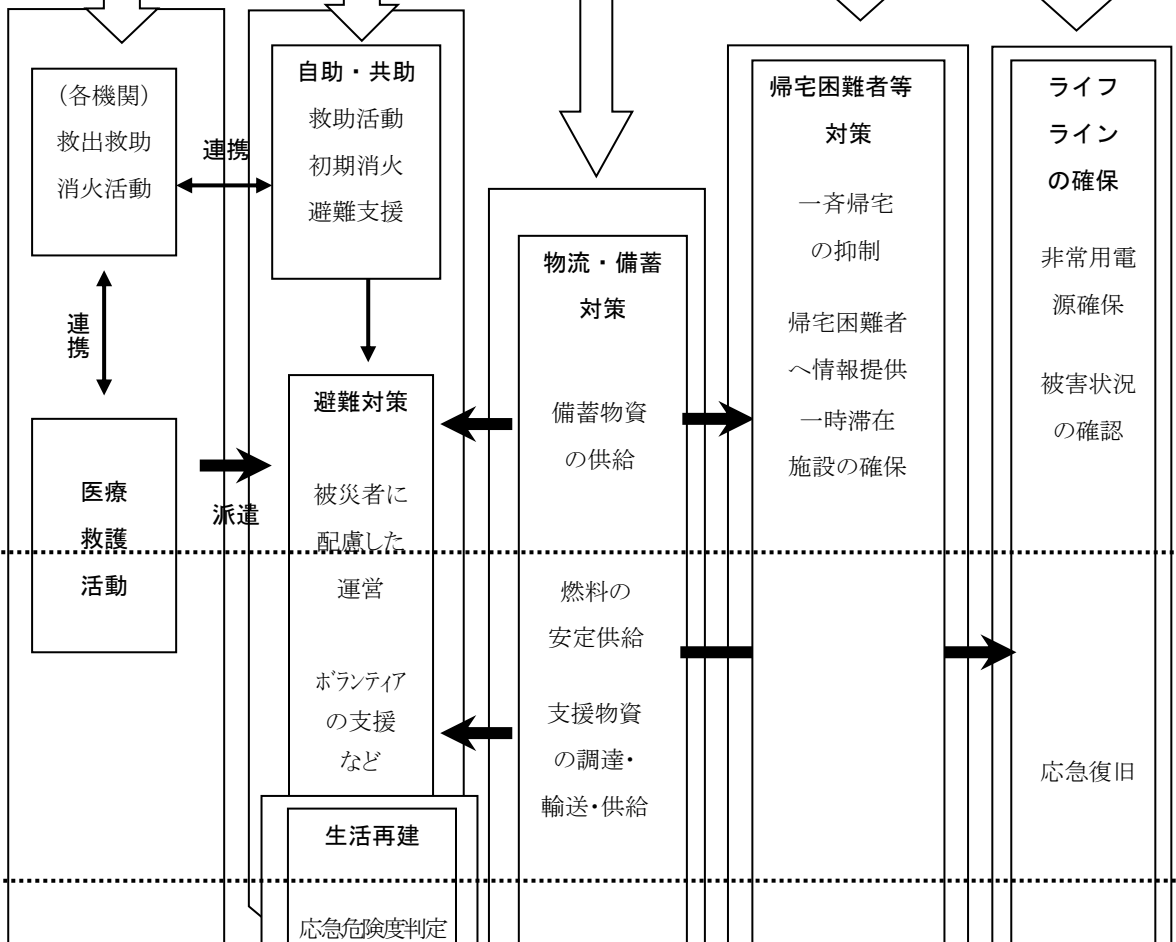 (各機関)
救出救助
消火活動
連携
連携
医療
救護
活動
派遣
自助・共助
救助活動
初期消火
避難支援
避難対策
被災者に
配慮した
運営
ボランティア
の支援
など
生活再建
応急危険度判定
物流・備蓄
対策
備蓄物資
の供給
燃料の
安定供給
支援物資
の調達・
輸送・供給
帰宅困難者等
対策
一斉帰宅
の抑制
帰宅困難者
へ情報提供
一時滞在
施設の確保
ライフ
ライン
の確保
非常用電
源確保
被害状況
の確認
応急復旧